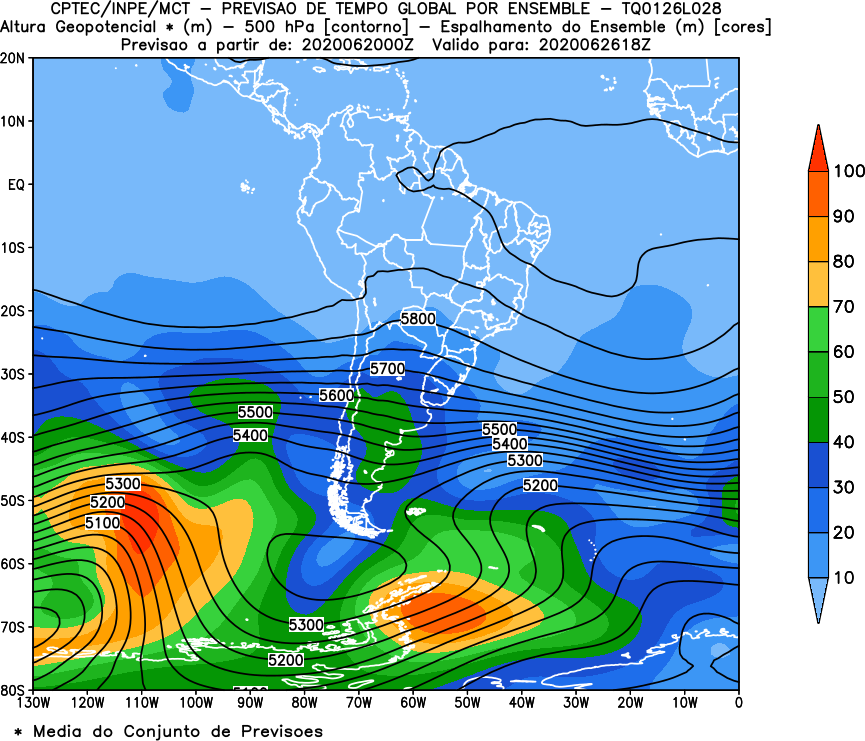 CPTEC/INPE/MCT – PREVISAO DE TEMPO GLOBAL POR ENSEMBLE – TQ0126L028
Altura Geopotencial * (m) – 500 hPa [contorno] – Espalhamento do Ensemble (m) [cores]
Previsao a partir de: 2020062000Z Valido para: 2020062618Z
20N
10N
EQ
10S
20S
30S
40S
50S
60S
70S
80S
5800
5700
5600
5500
5400
5500
5400
5300
5200
5300
5200
5100
5300
5200
130W 120W 110W 100W 90W 80W 70W 60W 50W 40W 30W 20W 10W 0
100
90
80
70
60
50
40
30
20
10
* Media do Conjunto de Previsoes